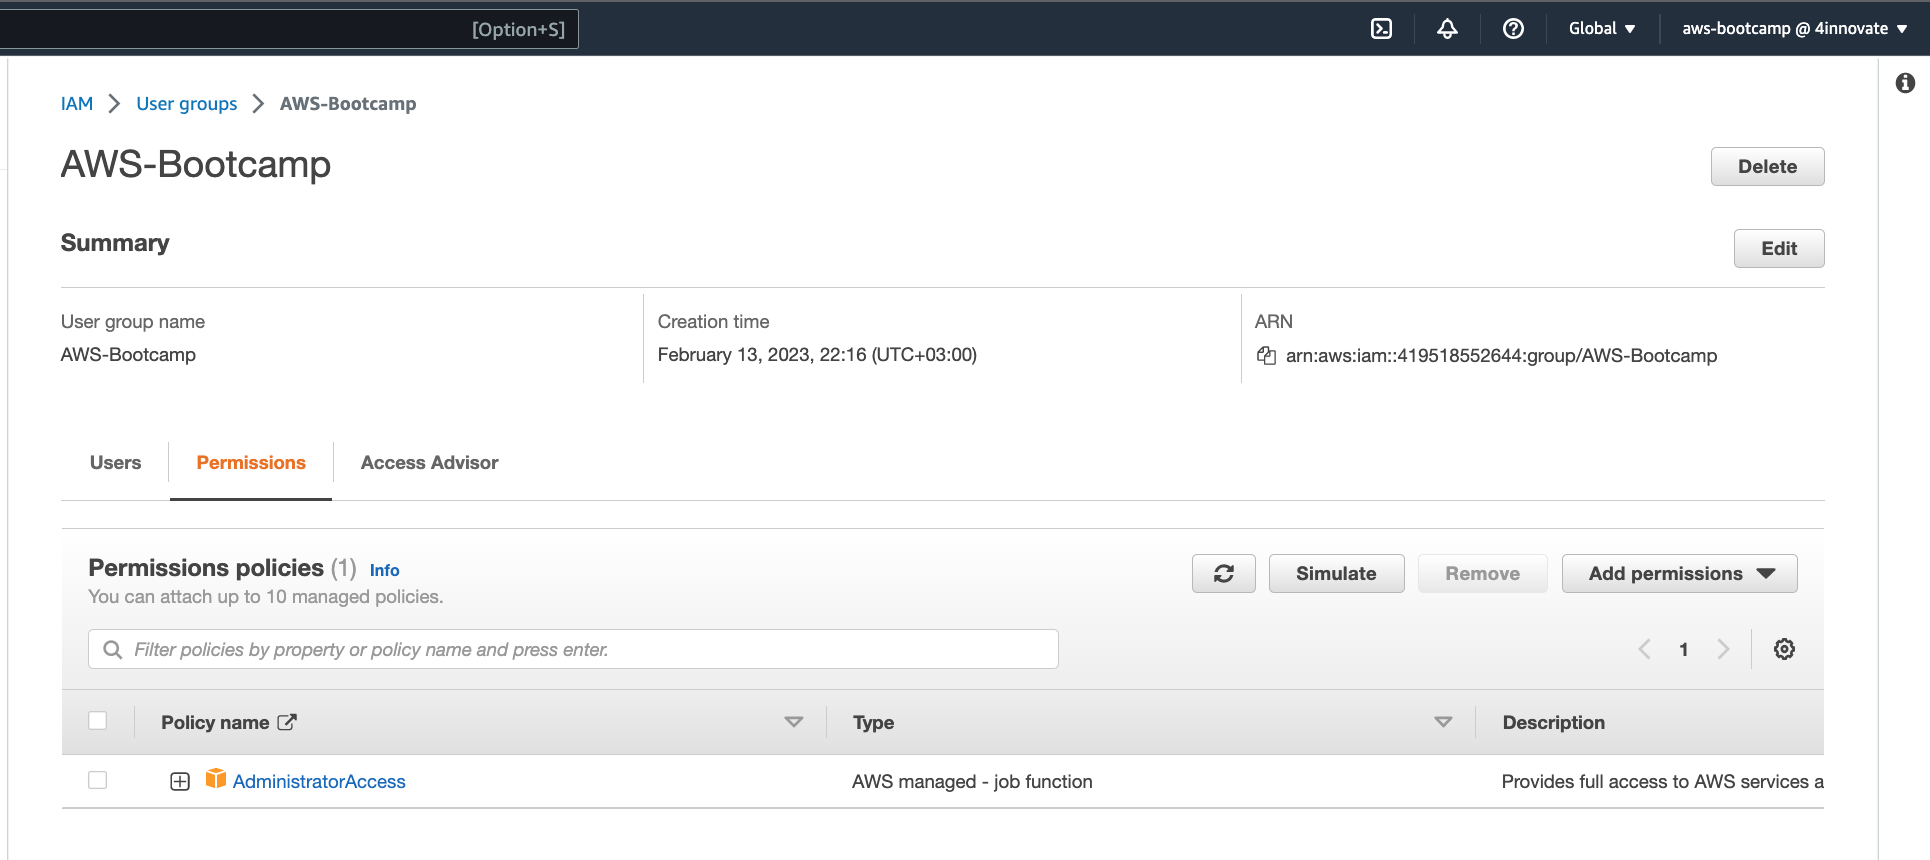 [Option+S]
Global
aws-bootcamp @ 4innovate
IAM
User groups
AWS-Bootcamp
AWS-Bootcamp
Delete
Summary
Edit
User group name
AWS-Bootcamp
Creation time
February 13, 2023, 22:16 (UTC+03:00)
ARN
arn:aws:iam::419518552644:group/AWS-Bootcamp
Users
Permissions
Access Advisor
Permissions policies (1) Info
You can attach up to 10 managed policies.
Simulate
Remove
Add permissions
Filter policies by property or policy name and press enter.
1
Policy name
Type
Description
AdministratorAccess
AWS managed - job function
Provides full access to AWS services a